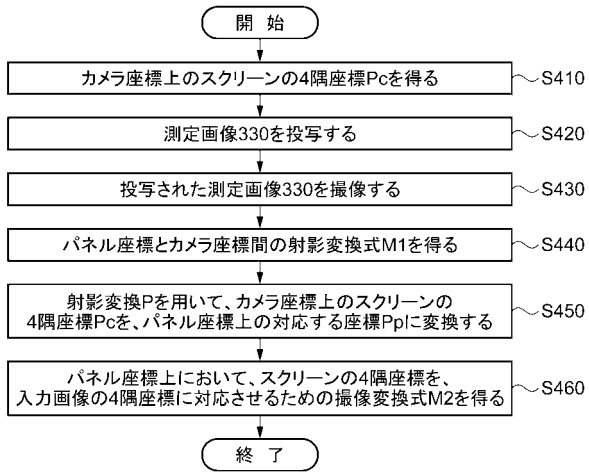 開 始
カメラ座標上のスクリーンの4隅座標Pcを得る
S410
測定画像330を投写する
S420
投写された測定画像330を撮像する
S430
パネル座標とカメラ座標間の射影変換式M1を得る
S440
射影変換Pを用いて、カメラ座標上のスクリーンの
4隅座標Pcを、パネル座標上の対応する座標Ppに変換する
S450
パネル座標上において、スクリーンの4隅座標を、
入力画像の4隅座標に対応させるための撮像変換式M2を得る
S460
終 了